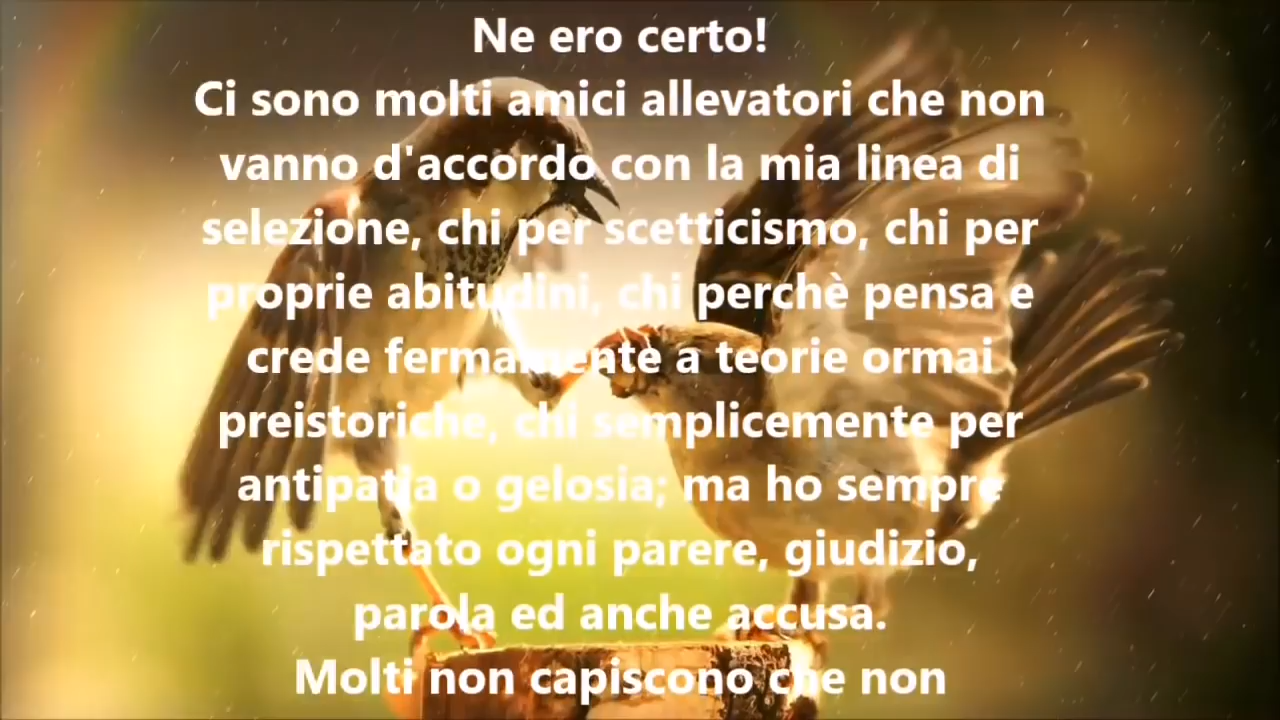 Ne ero certo!
Ci sono molti amici allevatori che non
vanno d'accordo con la mia linea di
selezione, chi per scetticismo, chi per
proprie abitudini, chi perchè pensa e
crede fermamente a teorie ormai
preistoriche, chi semplicemente per
antipatia o gelosia; ma ho sempre
rispettato ogni parere, giudizio,
parola ed anche accusa.
Molti non capiscono che non